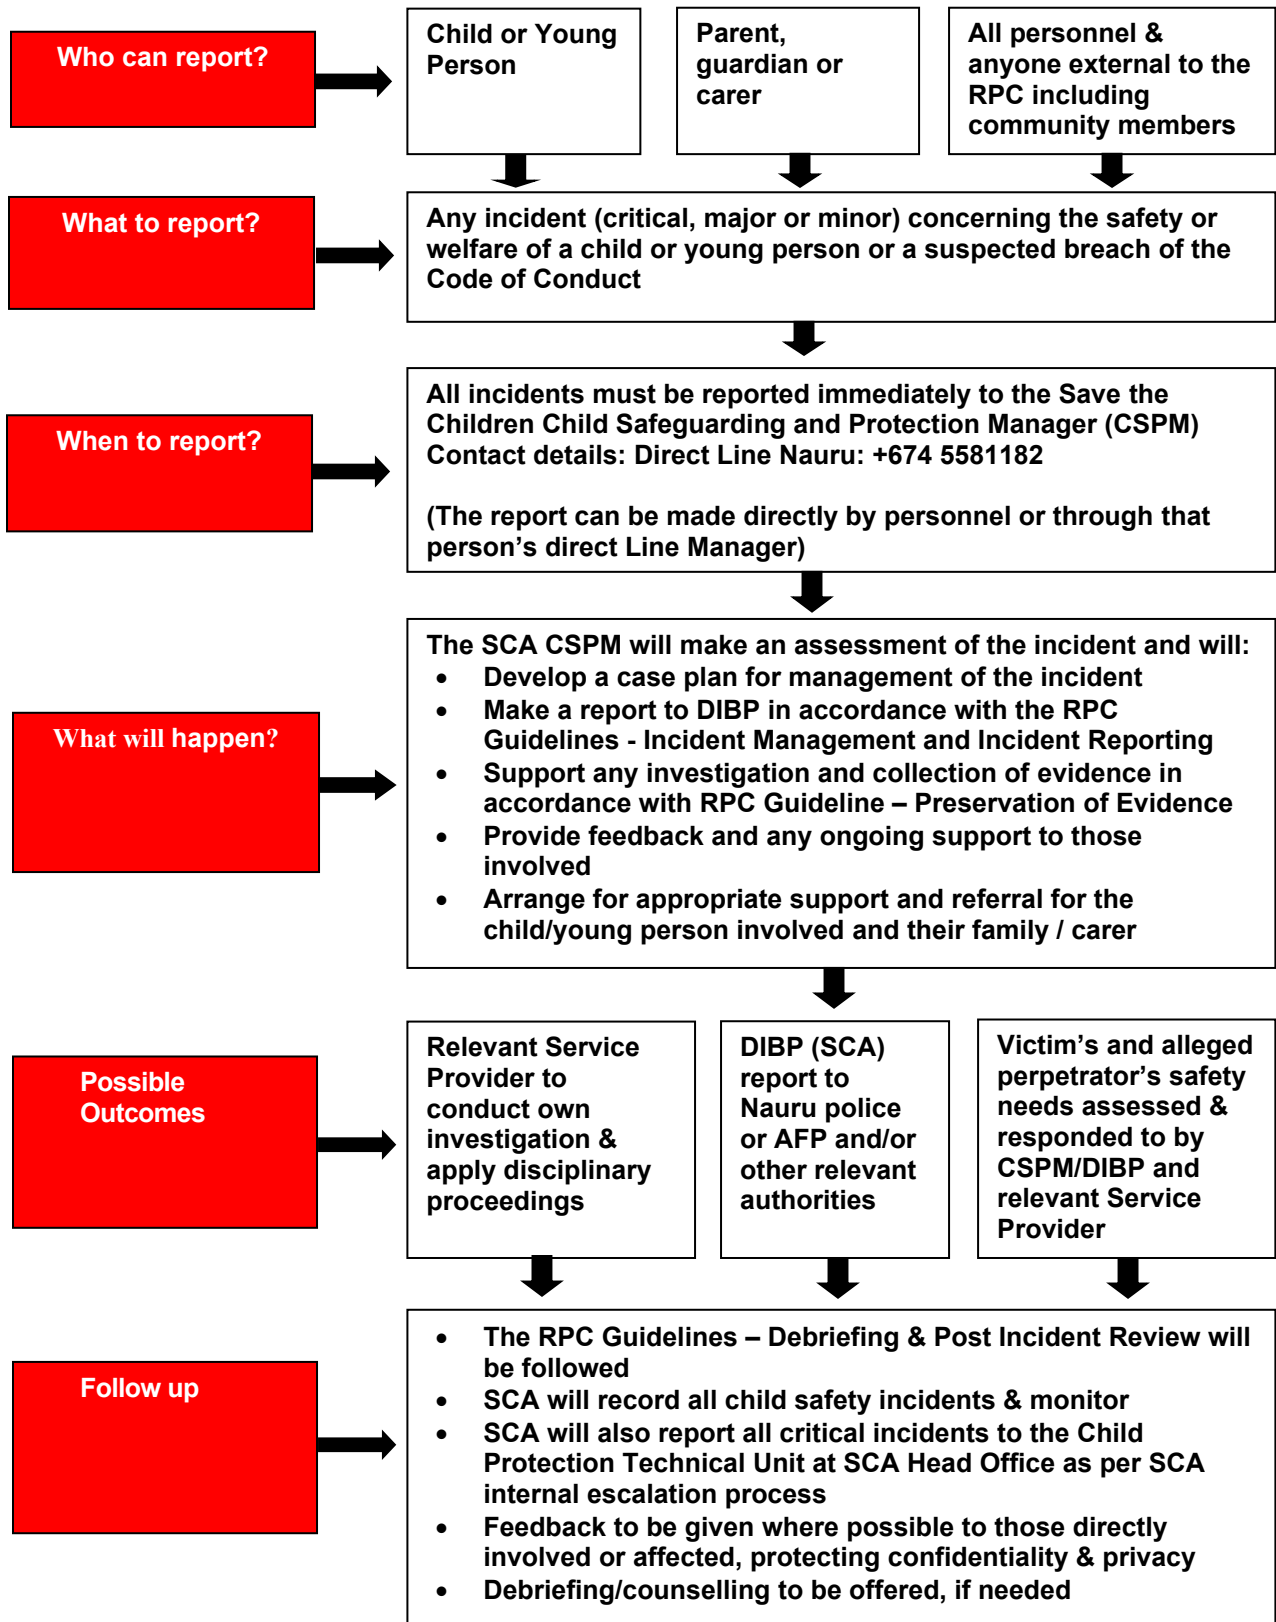 Who can report?
Child or Young
Person
Parent,
guardian or
carer
All personnel &
anyone external to the
RPC including
community members
What to report?
Any incident (critical, major or minor) concerning the safety or
welfare of a child or young person or a suspected breach of the
Code of Conduct
When to report?
All incidents must be reported immediately to the Save the
Children Child Safeguarding and Protection Manager (CSPM)
Contact details: Direct Line Nauru: +674 5581182
(The report can be made directly by personnel or through that
person’s direct Line Manager)
What will happen?
The SCA CSPM will make an assessment of the incident and will:
• Develop a case plan for management of the incident
• Make a report to DIBP in accordance with the RPC
Guidelines - Incident Management and Incident Reporting
• Support any investigation and collection of evidence in
accordance with RPC Guideline – Preservation of Evidence
• Provide feedback and any ongoing support to those
involved
• Arrange for appropriate support and referral for the
child/young person involved and their family / carer
Possible
Outcomes
Relevant Service
Provider to
conduct own
investigation &
apply disciplinary
proceedings
DIBP (SCA)
report to
Nauru police
or AFP and/or
other relevant
authorities
Victim’s and alleged
perpetrator’s safety
needs assessed &
responded to by
CSPM/DIBP and
relevant Service
Provider
Follow up
• The RPC Guidelines – Debriefing & Post Incident Review will
be followed
• SCA will record all child safety incidents & monitor
• SCA will also report all critical incidents to the Child
Protection Technical Unit at SCA Head Office as per SCA
internal escalation process
• Feedback to be given where possible to those directly
involved or affected, protecting confidentiality & privacy
• Debriefing/counselling to be offered, if needed